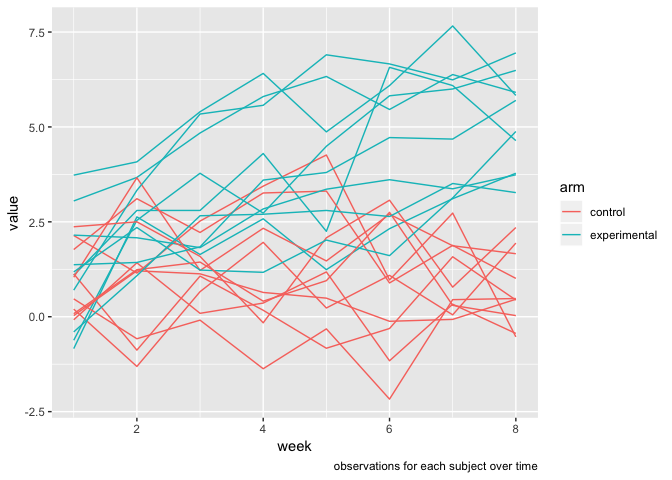 7.5
5.0
2.5
0.0
-2.5
value
2
4
6
8
week
arm
control
experimental
observations for each subject over time